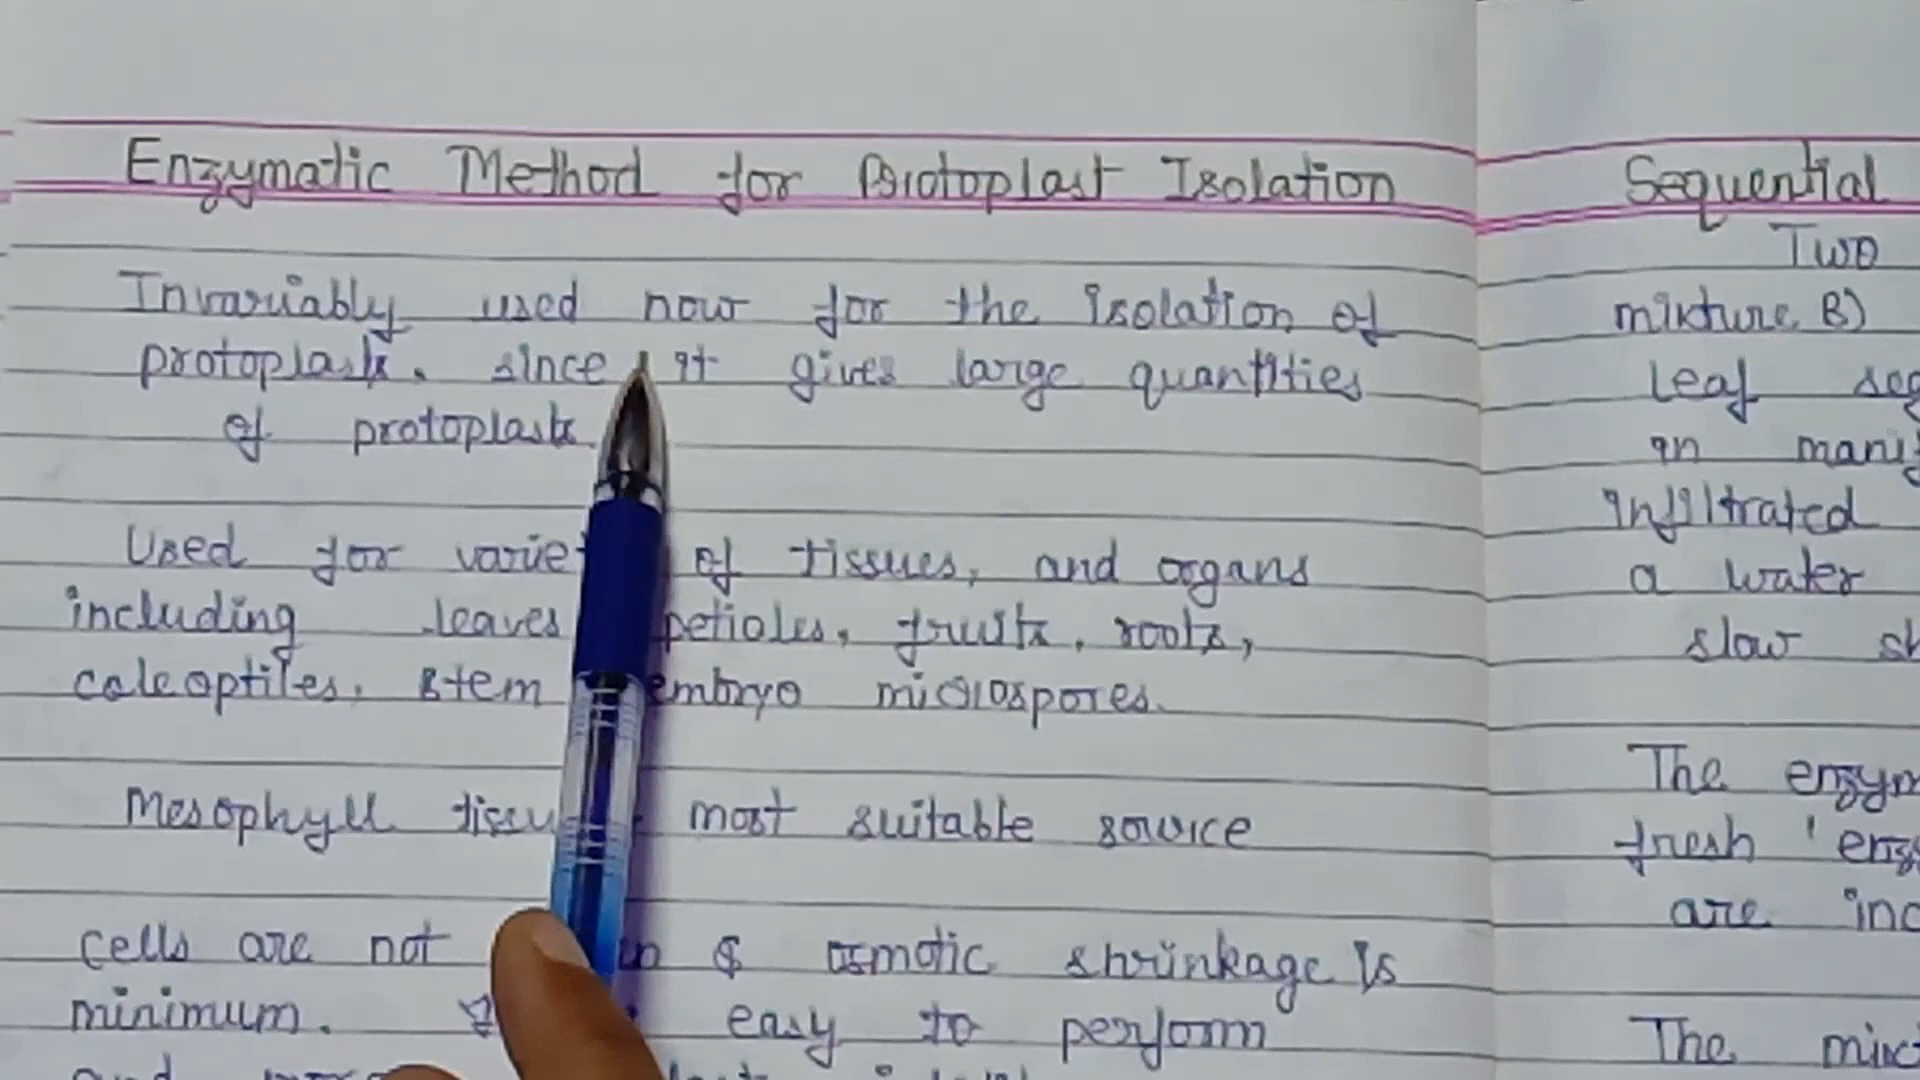 Enzymatic Method for Protoplast Isolation
Invariably used now for the isolation of
protoplasts. since it gives large quantities
of protoplasts.
Used for of tissues, and organs
including leaves petioles, fruits, roots,
coleoptiles, stem embryo microspores.
Mesophyll most suitable source
cells are not & osmotic shrinkage is
minimum. easy to perform
and
Sequential
Two
mixture B)
leaf
in
infiltrated
a water
slow
The
fresh
are
The